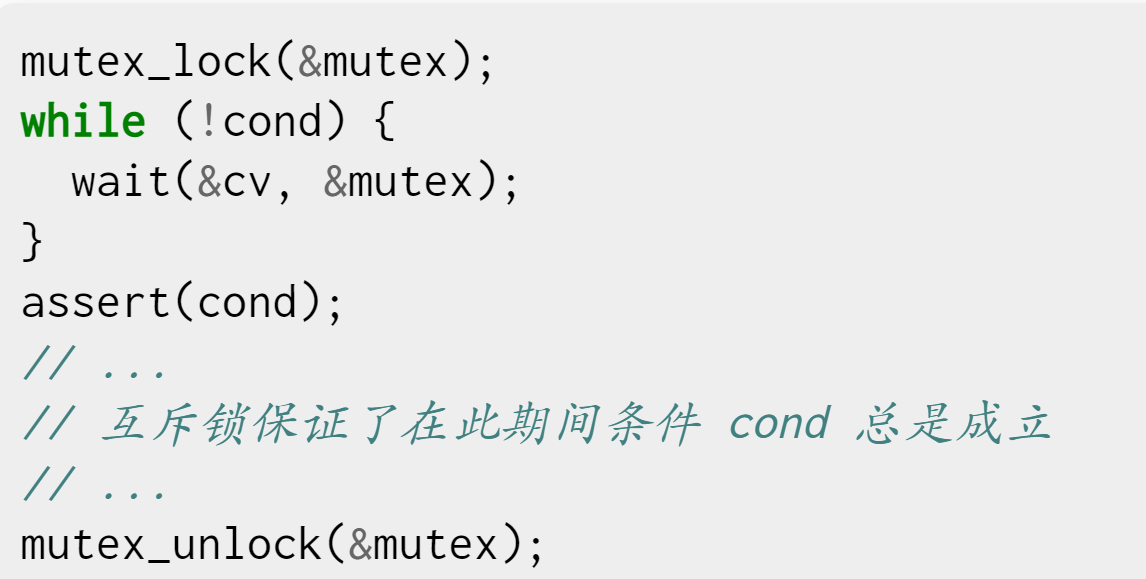 mutex_lock(&mutex);
while (!cond) {
  wait(&cv, &mutex);
}
assert(cond);
// ...
// 互斥锁保证了在此期间条件 cond 总是成立
// ...
mutex_unlock(&mutex);